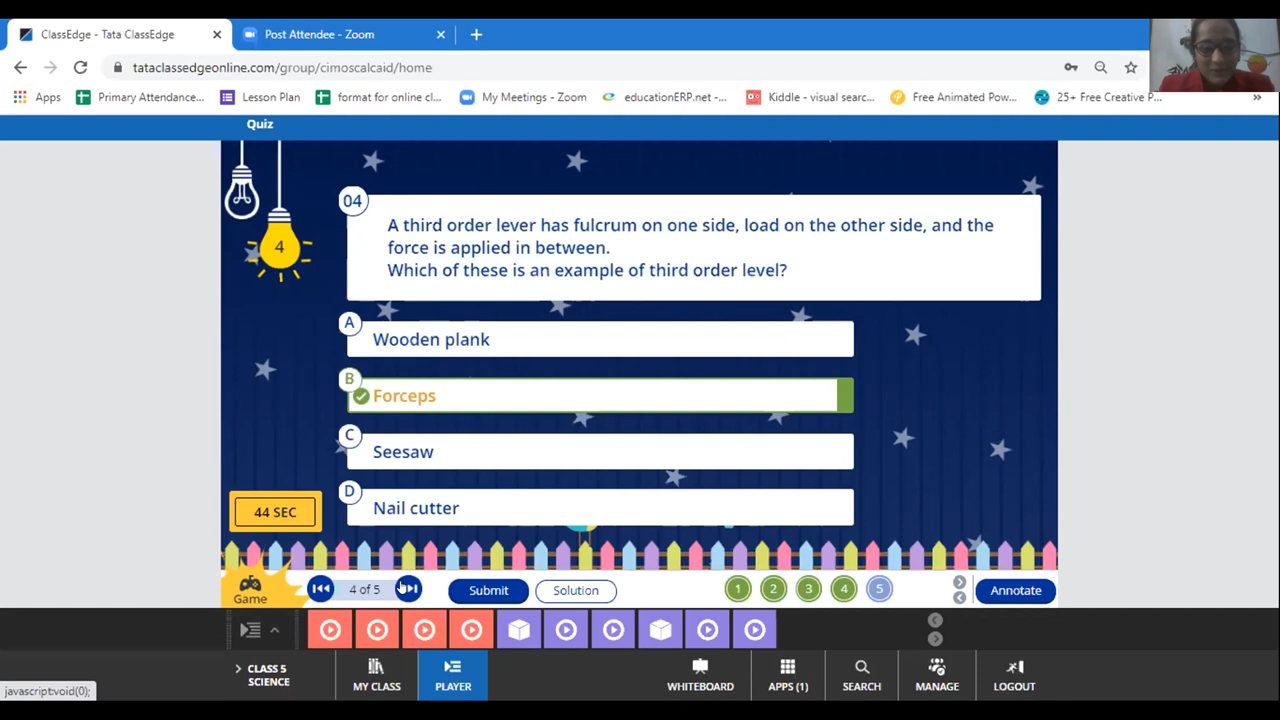 ClassEdge - Tata ClassEdge
Post Attendee - Zoom
tataclassedgeonline.com/group/cimoscalcaid/home
Apps
Primary Attendance...
Lesson Plan
format for online cl...
My Meetings - Zoom
educationERP.net -...
Kiddle - visual searc...
Free Animated Pow...
25+ Free Creative P...
»
Quiz
04
A third order lever has fulcrum on one side, load on the other side, and the
force is applied in between.
Which of these is an example of third order level?
4
A
Wooden plank
B
Forceps
C
Seesaw
D
Nail cutter
44 SEC
Game
4 of 5
Submit
Solution
1
2
3
4
5
Annotate
CLASS 5
SCIENCE
MY CLASS
PLAYER
WHITEBOARD
APPS (1)
SEARCH
MANAGE
LOGOUT
javascript:void(0);